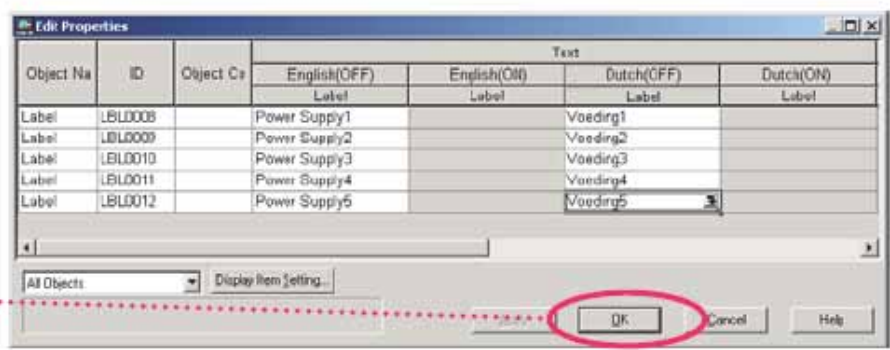 Edit Properties
Text
Object Na ID Object Co English(OFF) English(ON) Dutch(OFF) Dutch(ON)
Label Label Label Label
Label LBL0008 Power Supply1 Voeding1
Label LBL0009 Power Supply2 Voeding2
Label LBL0010 Power Supply3 Voeding3
Label LBL0011 Power Supply4 Voeding4
Label LBL0012 Power Supply5 Voeding5
All Objects Display Item Setting...
OK Cancel Help